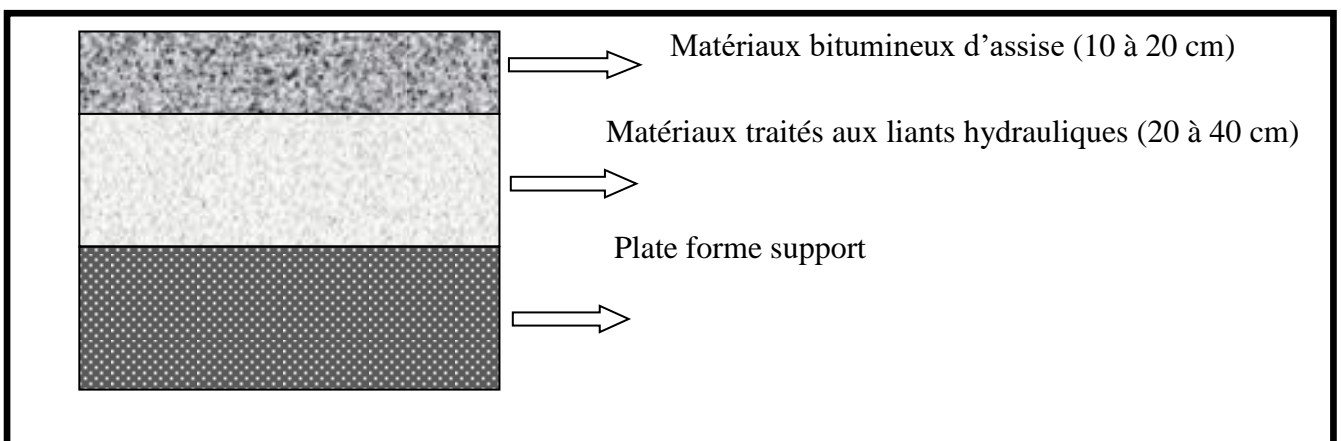 Matériaux bitumineux d’assise (10 à 20 cm)
Matériaux traités aux liants hydrauliques (20 à 40 cm)
Plate forme support